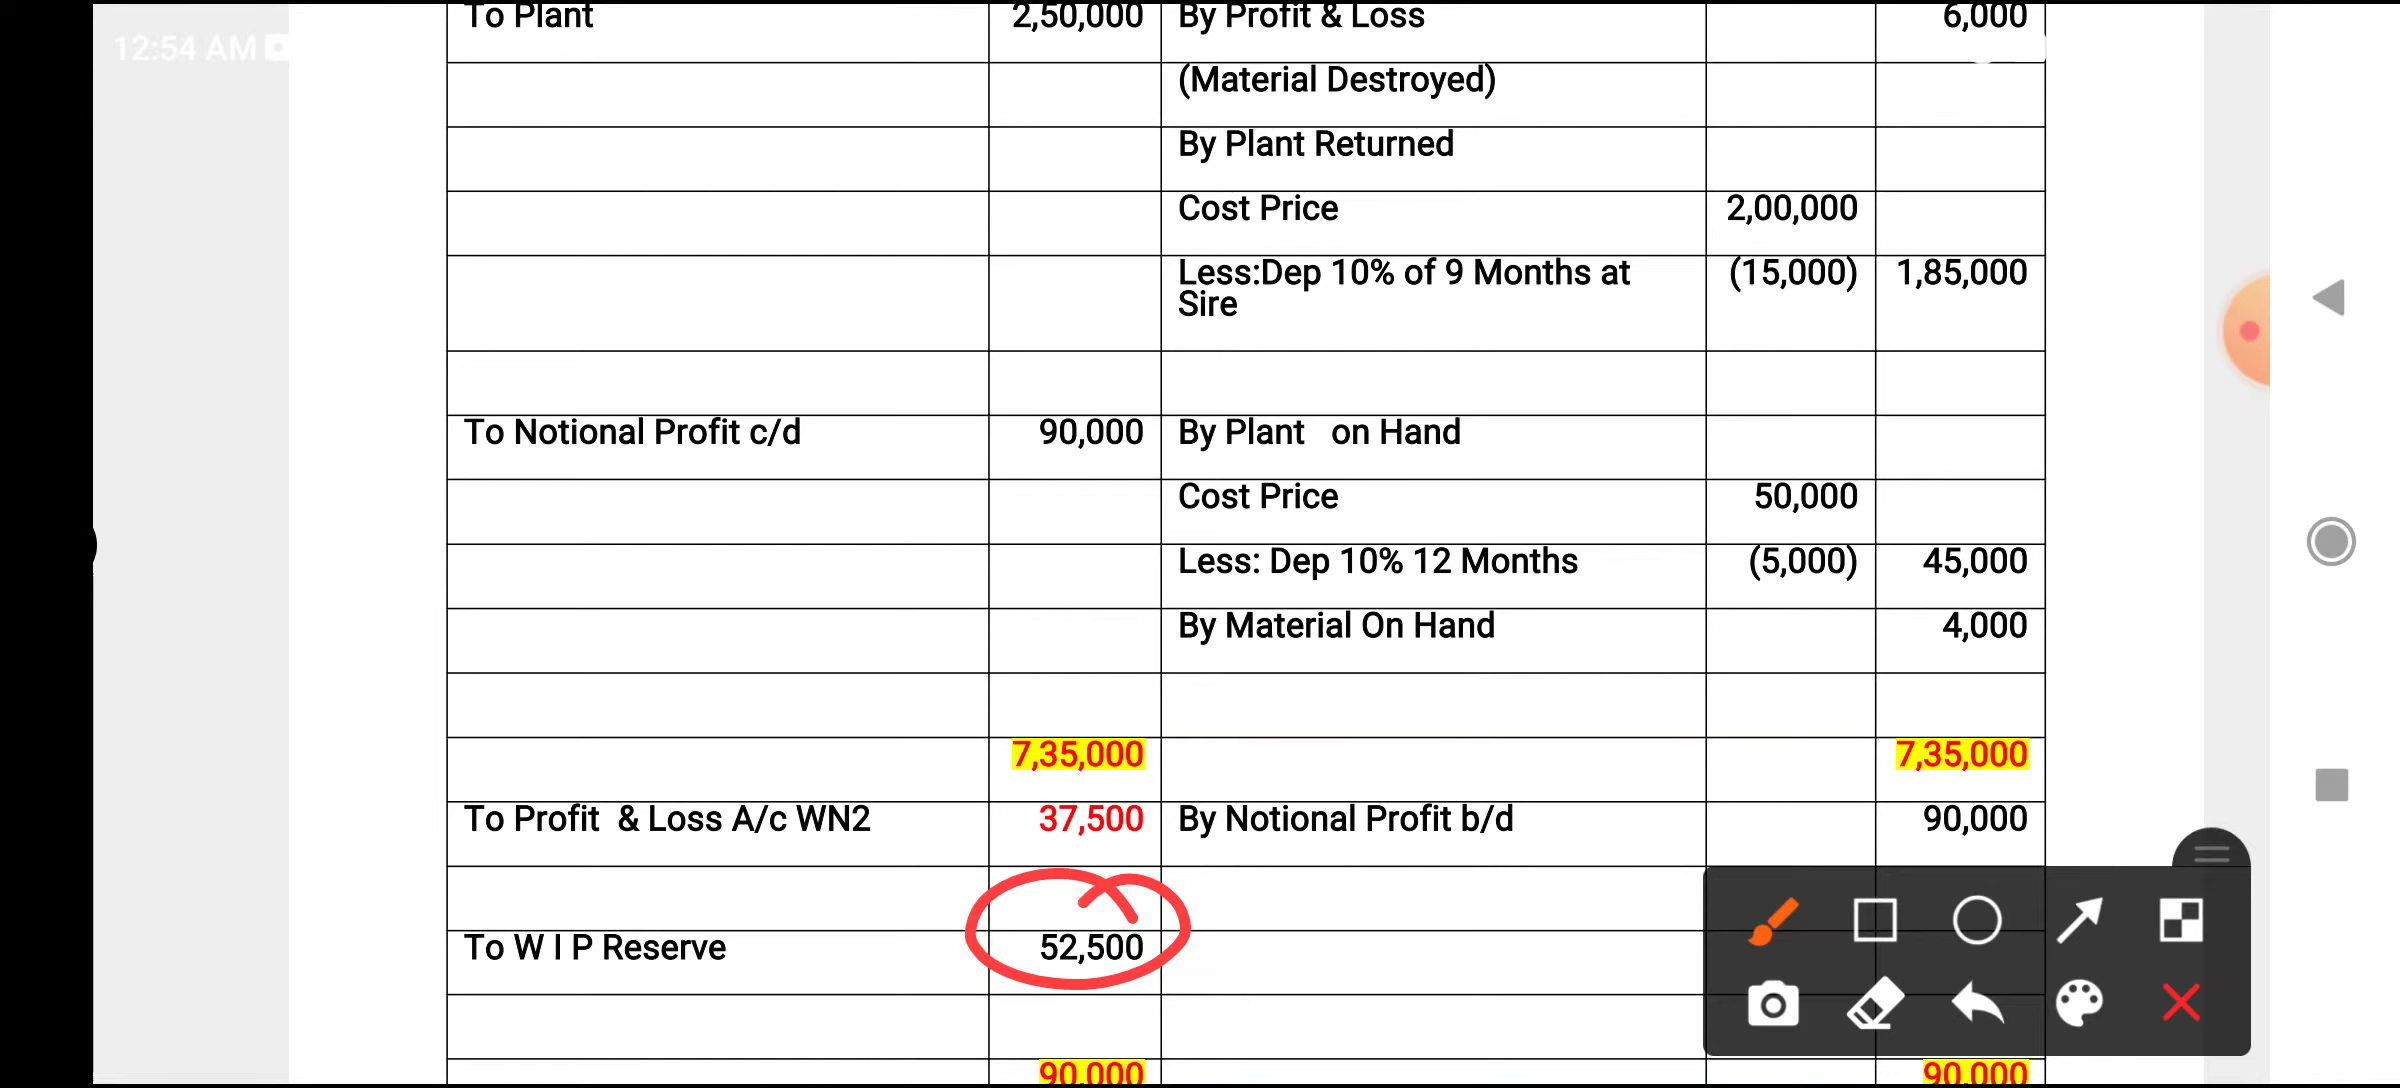 12:54 AM
To Plant 2,50,000 By Profit & Loss 6,000
(Material Destroyed)
By Plant Returned
Cost Price 2,00,000
Less:Dep 10% of 9 Months at (15,000) 1,85,000
Sire
To Notional Profit c/d 90,000 By Plant on Hand
Cost Price 50,000
Less: Dep 10% 12 Months (5,000) 45,000
By Material On Hand 4,000
7,35,000 7,35,000
To Profit & Loss A/c WN2 37,500 By Notional Profit b/d 90,000
To W I P Reserve 52,500
90,000 90,000